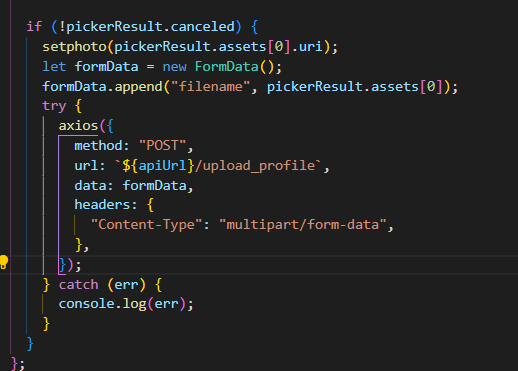 if (!pickerResult.canceled) {
setphoto(pickerResult.assets[0].uri);
let formData = new FormData();
formData.append("filename", pickerResult.assets[0]);
try {
axios({
method: "POST",
url: `${apiUrl}/upload_profile`,
data: formData,
headers: {
"Content-Type": "multipart/form-data",
},
});
} catch (err) {
console.log(err);
}
}
};